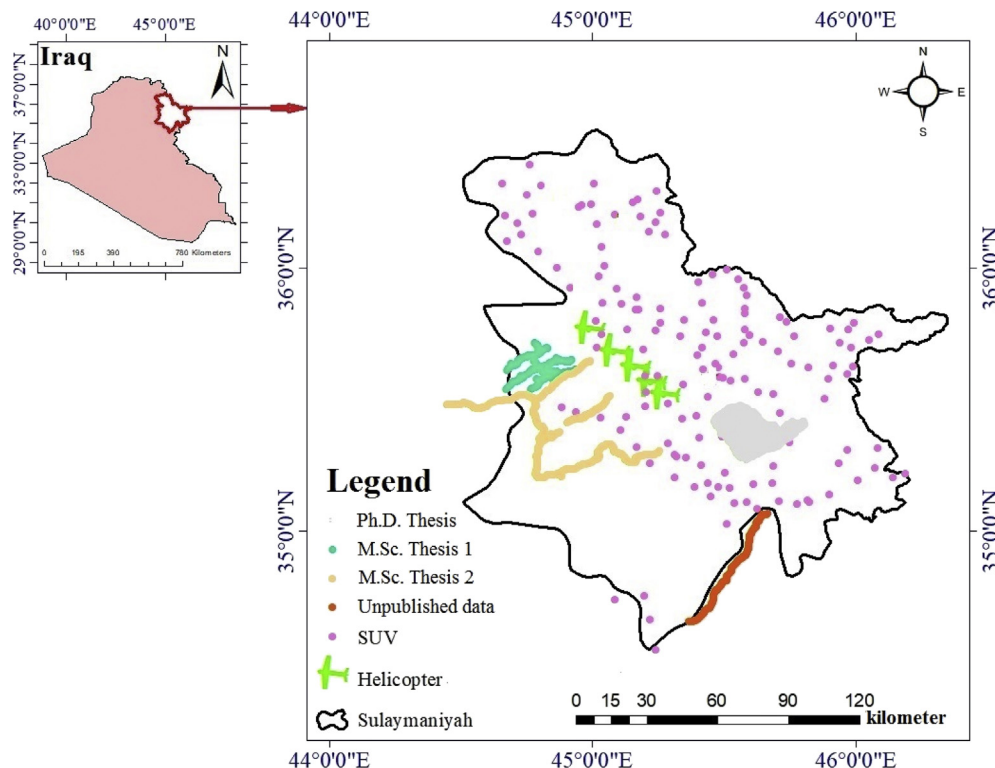 40°0'0"E 45°0'0"E
Iraq
N
37°0'0"N
33°0'0"N
29°0'0"N
0 195 390 780 Kilometers
44°0'0"E 45°0'0"E 46°0'0"E
N
W E
S
36°0'0"N
36°0'0"N
35°0'0"N
35°0'0"N
Legend
Ph.D. Thesis
M.Sc. Thesis 1
M.Sc. Thesis 2
Unpublished data
SUV
Helicopter
Sulaymaniyah
0 15 30 60 90 120
kilometer
44°0'0"E 45°0'0"E 46°0'0"E